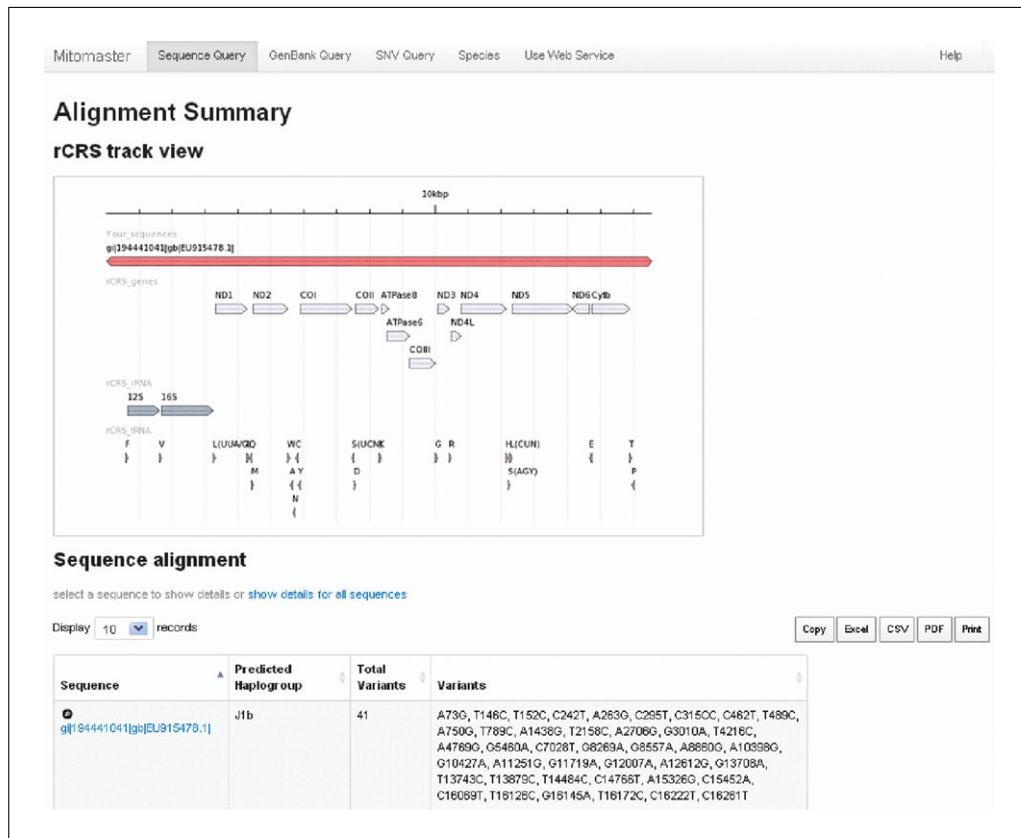 Mitomaster Sequence Query GenBank Query SNV Query Species Use Web Service Help
Alignment Summary
rCRS track view
10kbp
Your_sequences
gi|194441041|gb|EU915478.1|
rCRS_genes
ND1 ND2 COI COII ATPase8 ND3 ND4 ND5 ND6 Cytb
ATPase6 ND4L
COIII
rCRS_rRNA
12S 16S
rCRS_tRNA
F V L(UUA/G) Q W C S(UCN) K G R H L(CUN) E T
M A Y D S(AGY) P
N
Sequence alignment
select a sequence to show details or show details for all sequences
Display 10 records Copy Excel CSV PDF Print
Sequence Predicted Haplogroup Total Variants Variants
gi|194441041|gb|EU915478.1| J1b 41 A73G, T146C, T152C, C242T, A263G, C295T, C315CC, C462T, T489C,
A750G, T789C, A1438G, T2158C, A2706G, G3010A, T4216C,
A4769G, G5460A, C7028T, G8269A, G8557A, A8860G, A10398G,
G10427A, A11251G, G11719A, G12007A, A12612G, G13708A,
T13743C, T13879C, T14484C, C14766T, A15326G, C15452A,
C16069T, T16126C, G16145A, T16172C, C16222T, C16261T